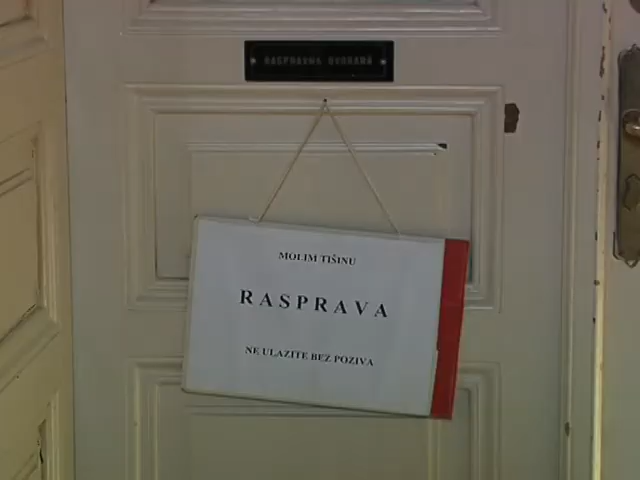 RASPRAVNA DVORANA
MOLIM TIŠINU
RASPRAVA
NE ULAZITE BEZ POZIVA